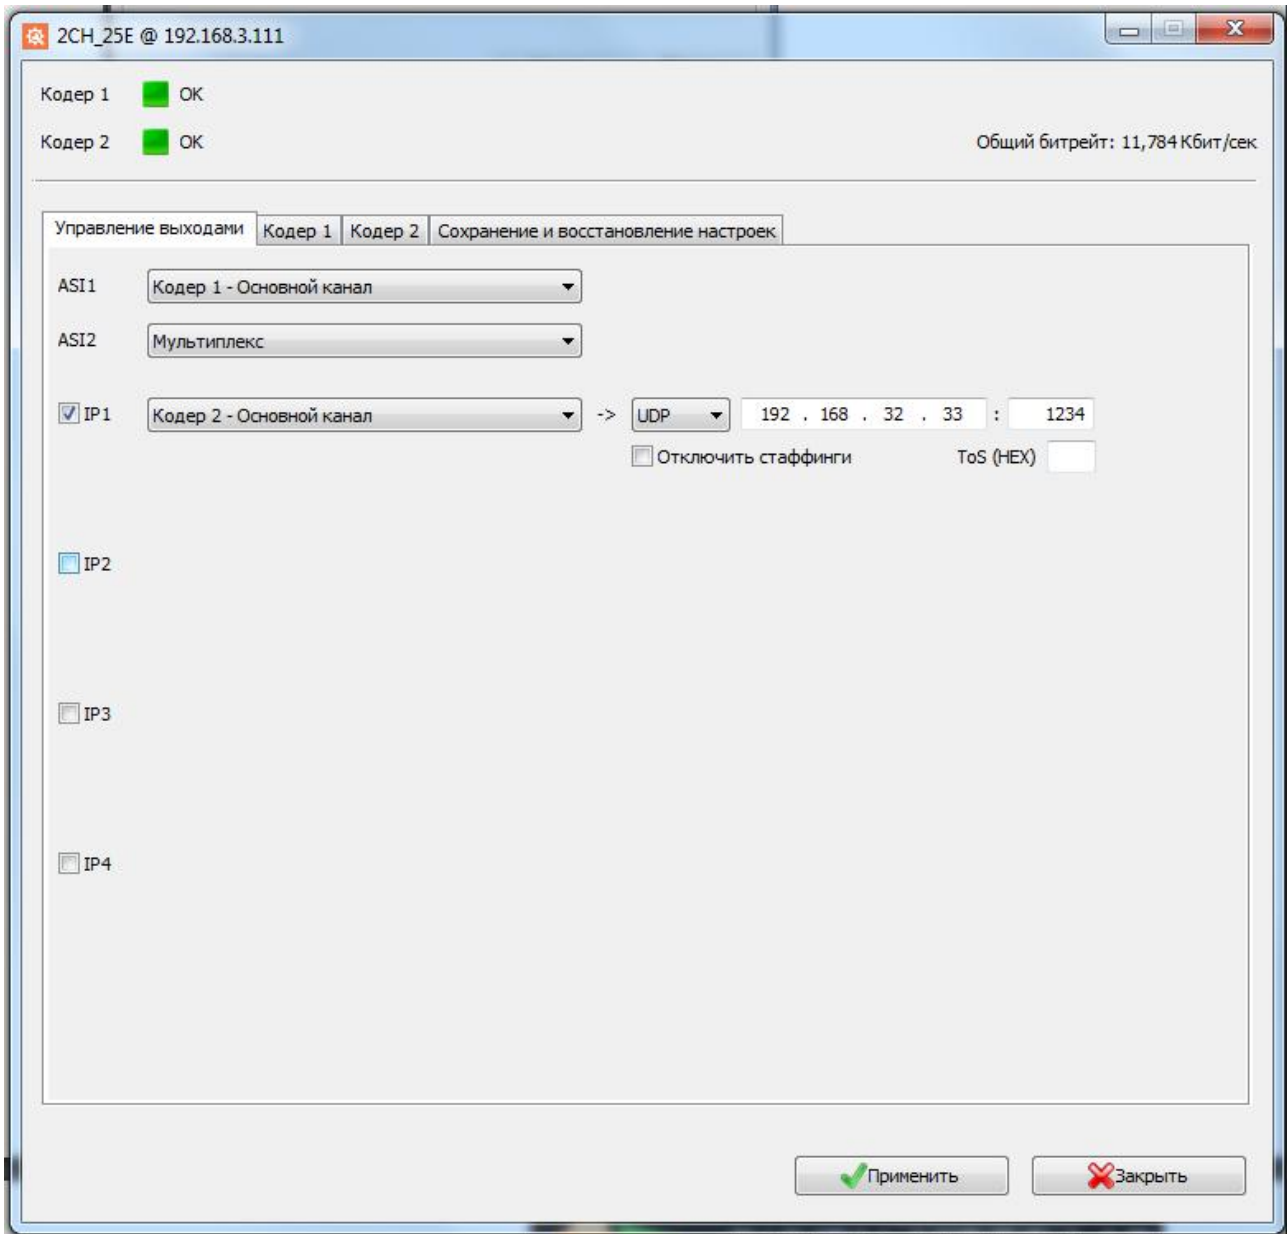 2CH_25E @ 192.168.3.111
Кодер 1 OK
Кодер 2 OK Общий битрейт: 11,784 Кбит/сек
Управление выходами Кодер 1 Кодер 2 Сохранение и восстановление настроек
ASI1 Кодер 1 - Основной канал
ASI2 Мультиплекс
IP1 Кодер 2 - Основной канал -> UDP 192 . 168 . 32 . 33 : 1234
Отключить стаффинги ToS (HEX)
IP2
IP3
IP4
Применить Закрыть